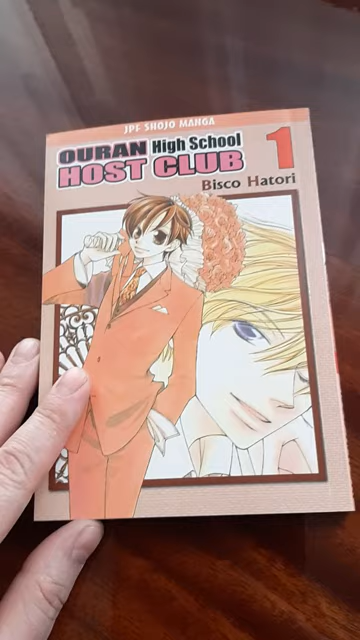 JPF SHOJO MANGA
OURAN High School
HOST CLUB
1
Bisco Hatori